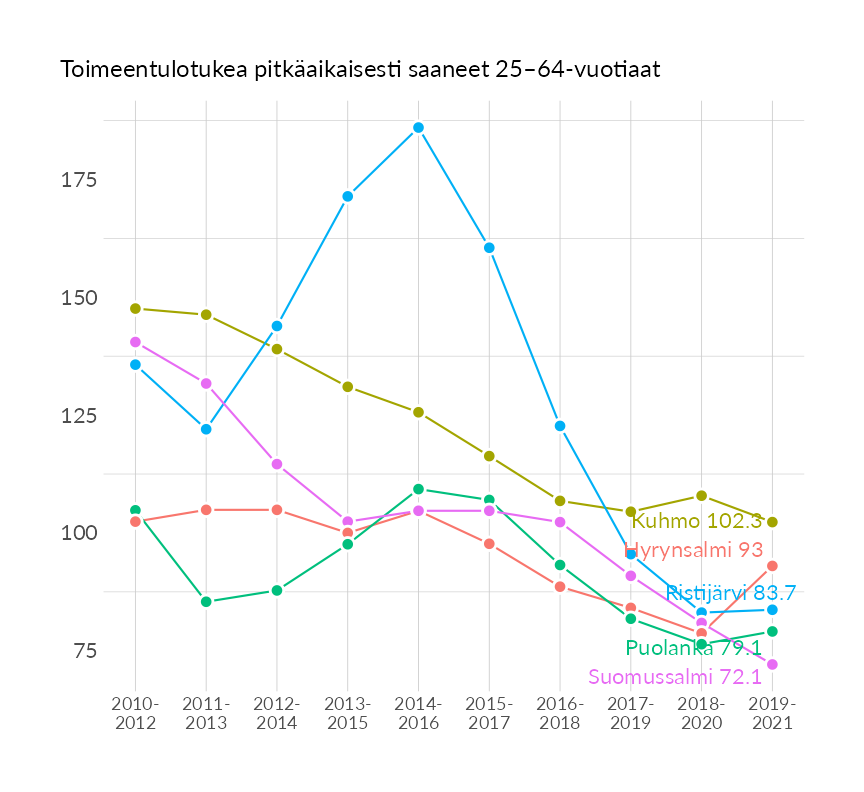 Toimeentulotukea pitkäaikaisesti saaneet 25–64-vuotiaat
175
150
125
100
75
Kuhmo 102.3
Hyrynsalmi 93
Ristijärvi 83.7
Puolanka 79.1
Suomussalmi 72.1
2010- 2011- 2012- 2013- 2014- 2015- 2016- 2017- 2018- 2019-
2012 2013 2014 2015 2016 2017 2018 2019 2020 2021